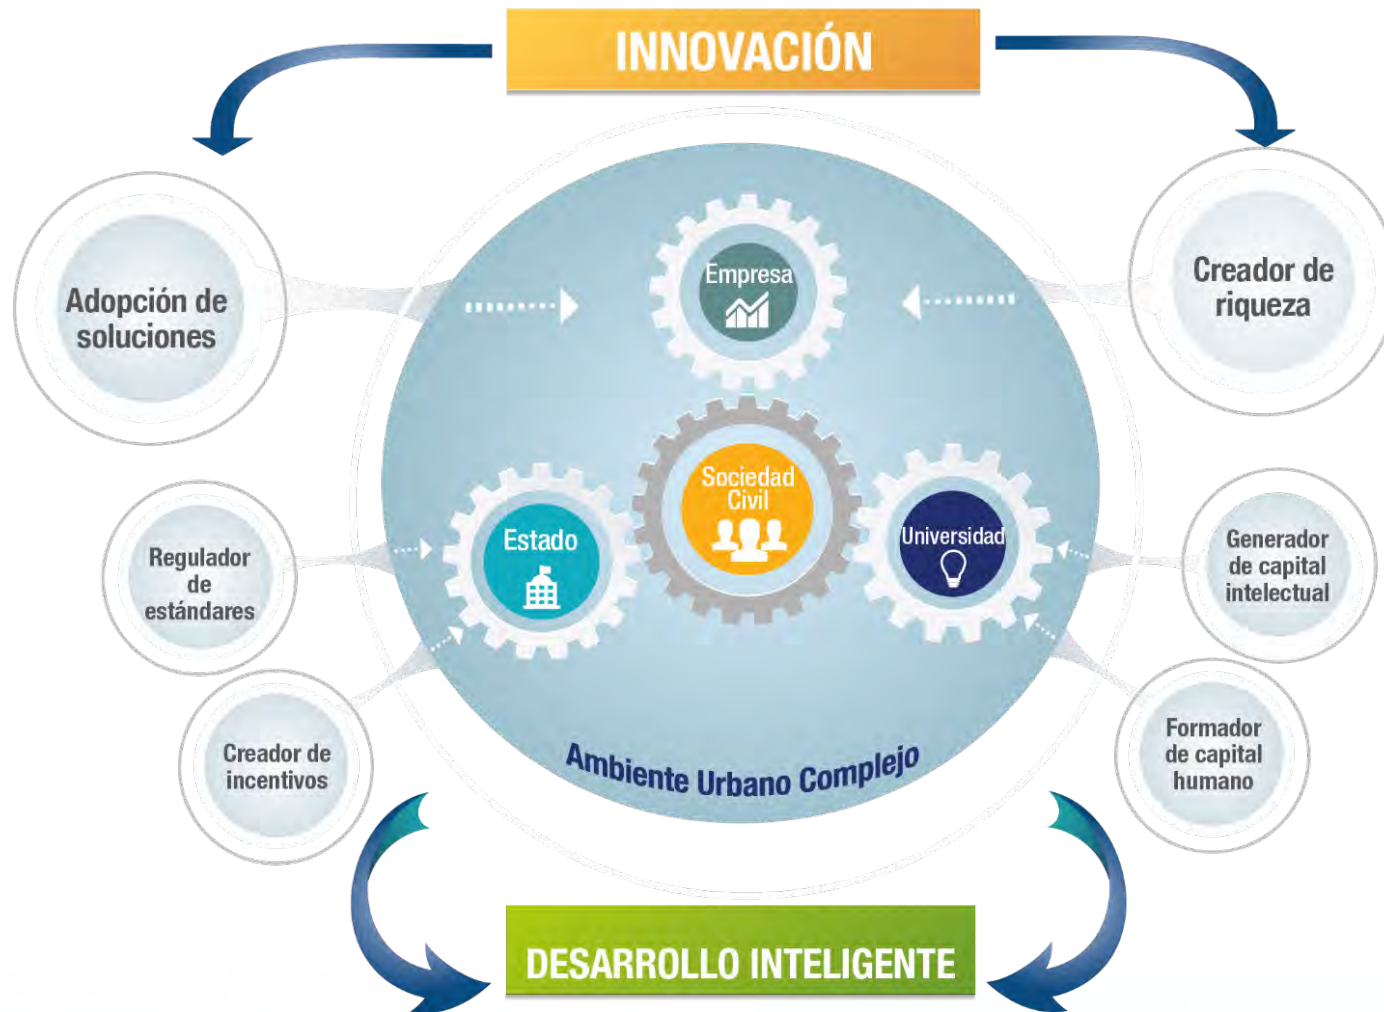 INNOVACIÓN
Adopción de
soluciones
Empresa
Creador de
riqueza
Sociedad
Civil
Estado
Universidad
Regulador
de
estándares
Generador
de capital
intelectual
Creador de
incentivos
Formador
de capital
humano
Ambiente Urbano Complejo
DESARROLLO INTELIGENTE